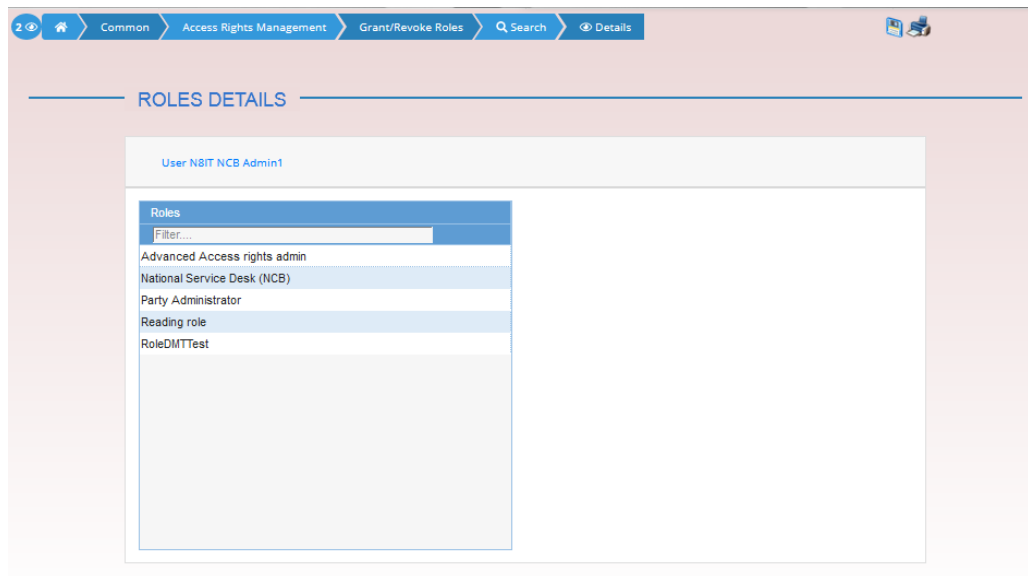 2 Common Access Rights Management Grant/Revoke Roles Search Details
ROLES DETAILS
User N8IT NCB Admin1
Roles
Filter....
Advanced Access rights admin
National Service Desk (NCB)
Party Administrator
Reading role
RoleDMTTest